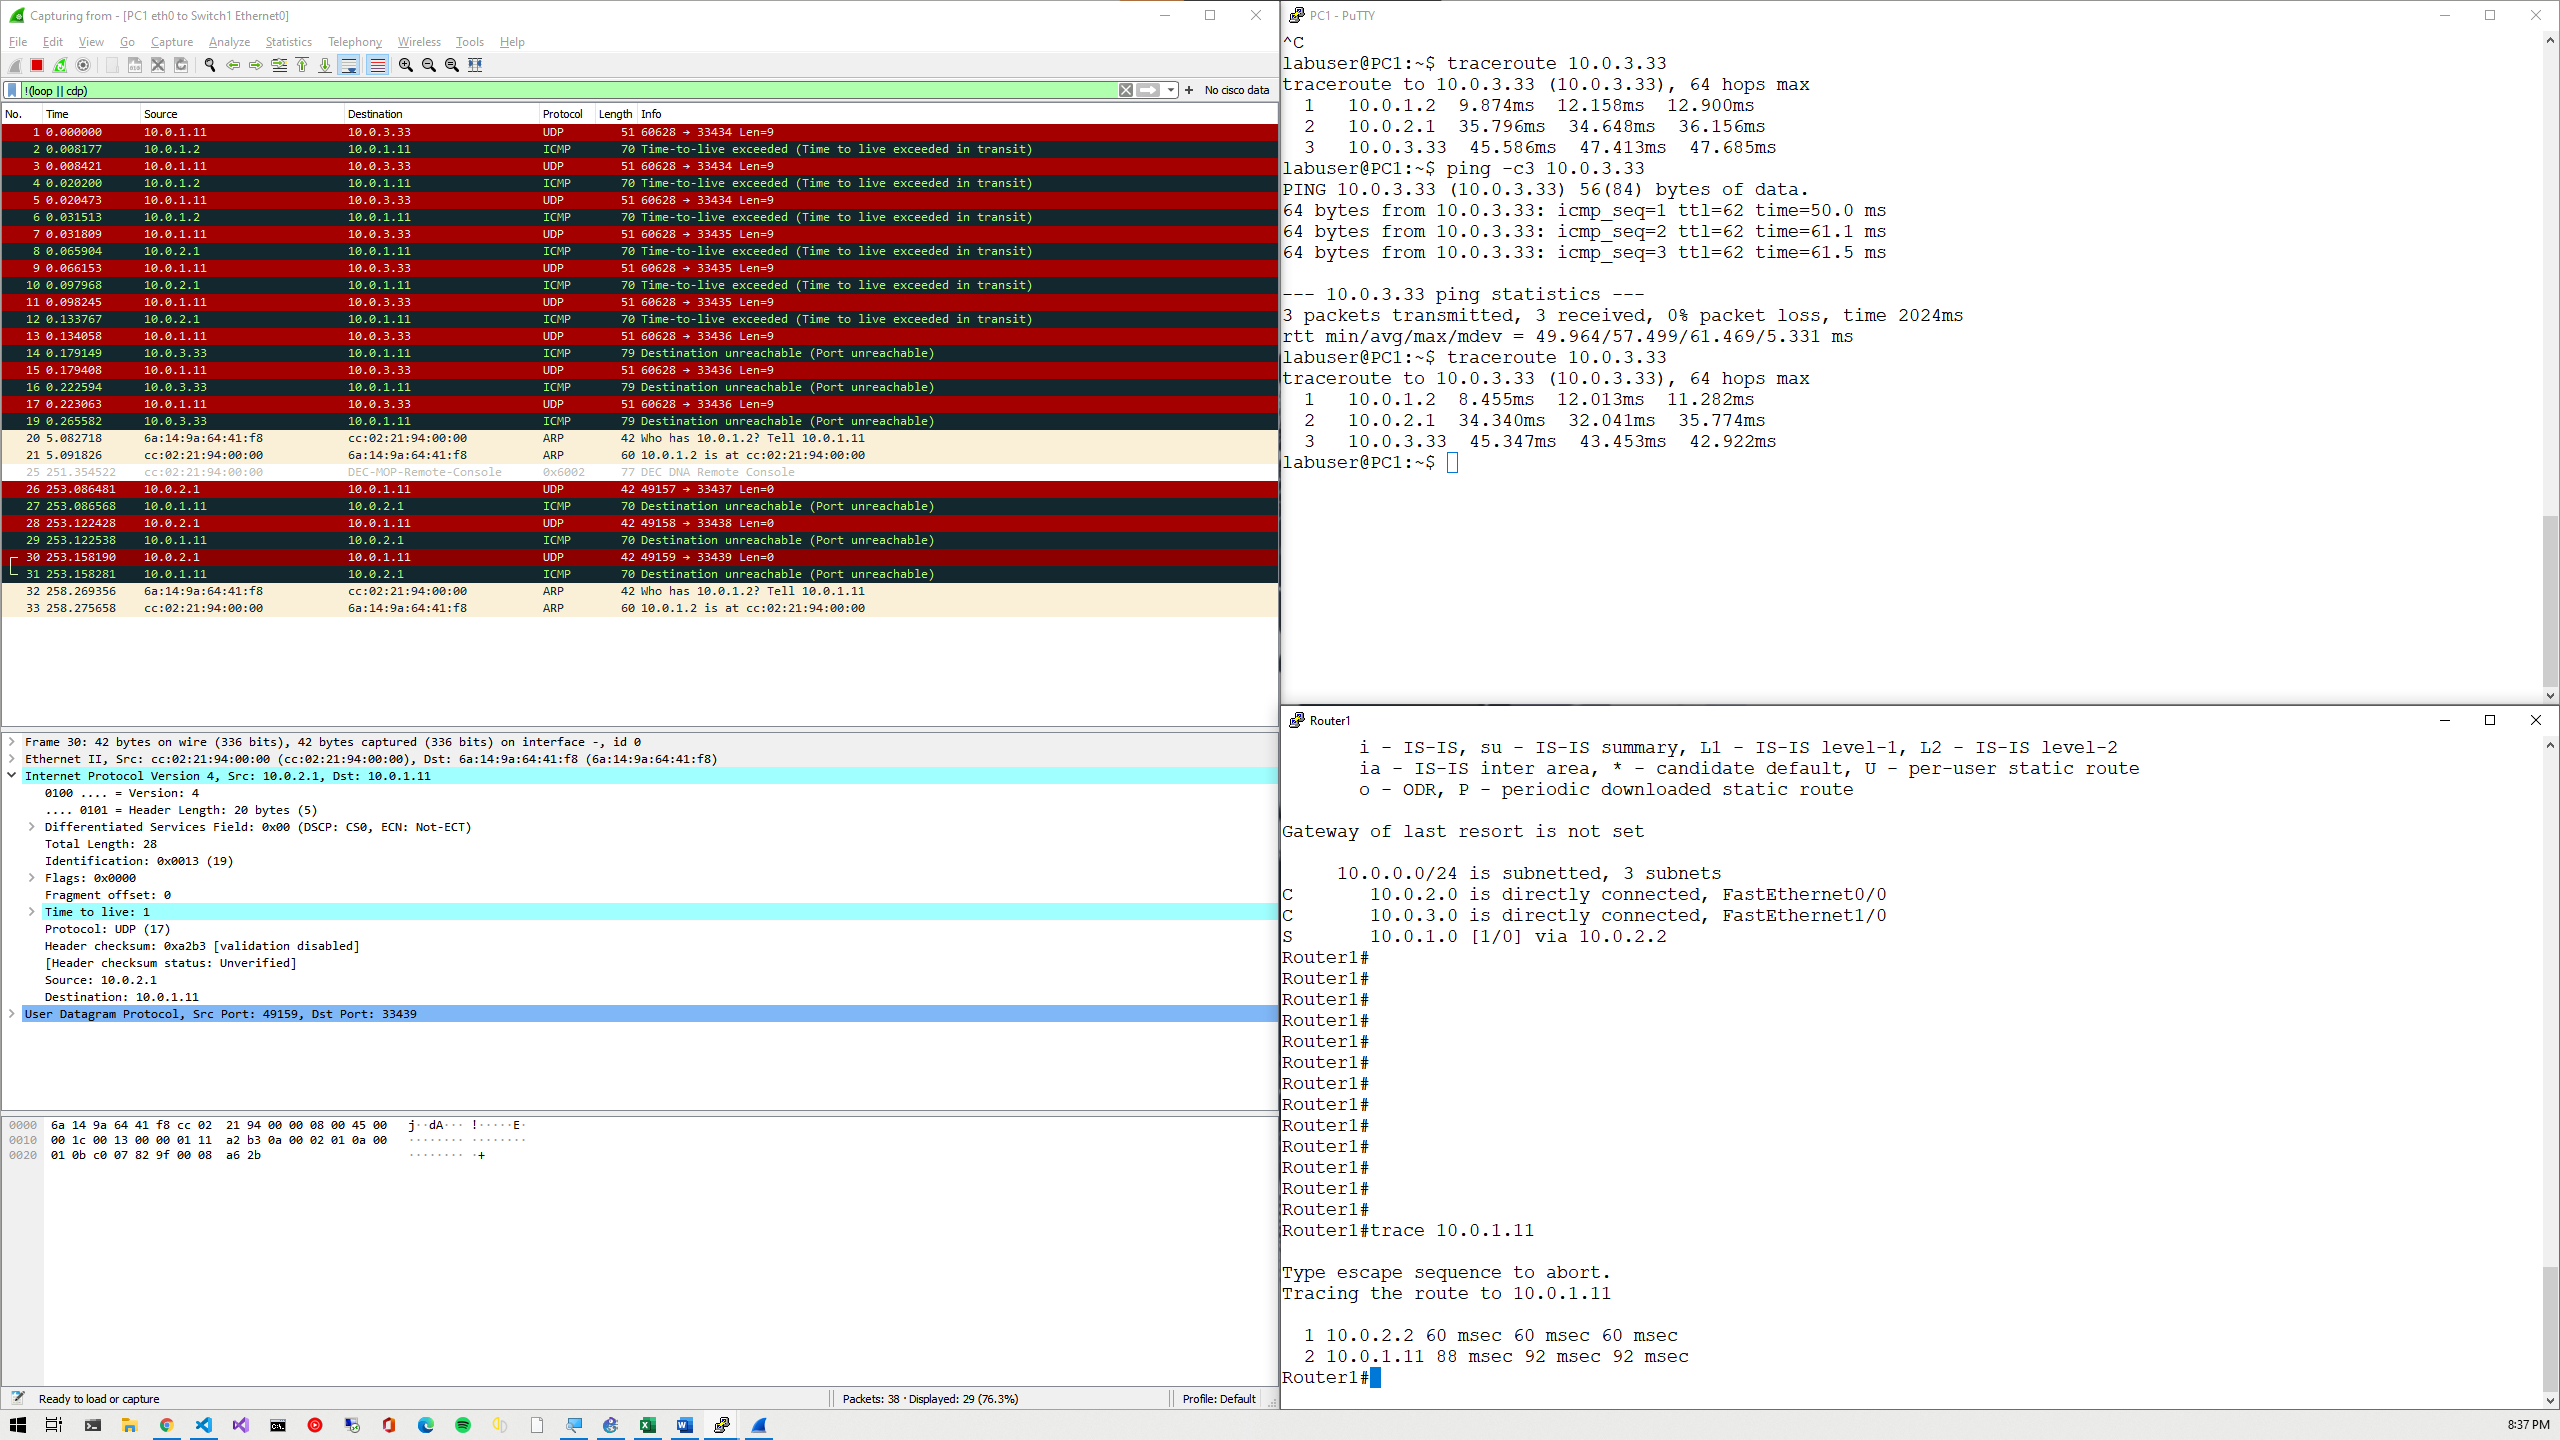 Capturing from - [PC1 eth0 to Switch1 Ethernet0]
File Edit View Go Capture Analyze Statistics Telephony Wireless Tools Help
!(loop || cdp)
+ No cisco data
No. Time Source Destination Protocol Length Info
1 0.000000 10.0.1.11 10.0.3.33 UDP 51 60628 → 33434 Len=9
2 0.008177 10.0.1.2 10.0.1.11 ICMP 70 Time-to-live exceeded (Time to live exceeded in transit)
3 0.008421 10.0.1.11 10.0.3.33 UDP 51 60628 → 33434 Len=9
4 0.020200 10.0.1.2 10.0.1.11 ICMP 70 Time-to-live exceeded (Time to live exceeded in transit)
5 0.020473 10.0.1.11 10.0.3.33 UDP 51 60628 → 33434 Len=9
6 0.031513 10.0.1.2 10.0.1.11 ICMP 70 Time-to-live exceeded (Time to live exceeded in transit)
7 0.031809 10.0.1.11 10.0.3.33 UDP 51 60628 → 33435 Len=9
8 0.065904 10.0.2.1 10.0.1.11 ICMP 70 Time-to-live exceeded (Time to live exceeded in transit)
9 0.066153 10.0.1.11 10.0.3.33 UDP 51 60628 → 33435 Len=9
10 0.097968 10.0.2.1 10.0.1.11 ICMP 70 Time-to-live exceeded (Time to live exceeded in transit)
11 0.098245 10.0.1.11 10.0.3.33 UDP 51 60628 → 33435 Len=9
12 0.133767 10.0.2.1 10.0.1.11 ICMP 70 Time-to-live exceeded (Time to live exceeded in transit)
13 0.134058 10.0.1.11 10.0.3.33 UDP 51 60628 → 33436 Len=9
14 0.179149 10.0.3.33 10.0.1.11 ICMP 79 Destination unreachable (Port unreachable)
15 0.179408 10.0.1.11 10.0.3.33 UDP 51 60628 → 33436 Len=9
16 0.222594 10.0.3.33 10.0.1.11 ICMP 79 Destination unreachable (Port unreachable)
17 0.223063 10.0.1.11 10.0.3.33 UDP 51 60628 → 33436 Len=9
19 0.265582 10.0.3.33 10.0.1.11 ICMP 79 Destination unreachable (Port unreachable)
20 5.082718 6a:14:9a:64:41:f8 cc:02:21:94:00:00 ARP 42 Who has 10.0.1.2? Tell 10.0.1.11
21 5.091826 cc:02:21:94:00:00 6a:14:9a:64:41:f8 ARP 60 10.0.1.2 is at cc:02:21:94:00:00
25 251.354522 cc:02:21:94:00:00 DEC-MOP-Remote-Console 0x6002 77 DEC DNA Remote Console
26 253.086481 10.0.2.1 10.0.1.11 UDP 42 49157 → 33437 Len=0
27 253.086568 10.0.1.11 10.0.2.1 ICMP 70 Destination unreachable (Port unreachable)
28 253.122428 10.0.2.1 10.0.1.11 UDP 42 49158 → 33438 Len=0
29 253.122538 10.0.1.11 10.0.2.1 ICMP 70 Destination unreachable (Port unreachable)
30 253.158190 10.0.2.1 10.0.1.11 UDP 42 49159 → 33439 Len=0
31 253.158281 10.0.1.11 10.0.2.1 ICMP 70 Destination unreachable (Port unreachable)
32 258.269356 6a:14:9a:64:41:f8 cc:02:21:94:00:00 ARP 42 Who has 10.0.1.2? Tell 10.0.1.11
33 258.275658 cc:02:21:94:00:00 6a:14:9a:64:41:f8 ARP 60 10.0.1.2 is at cc:02:21:94:00:00
Frame 30: 42 bytes on wire (336 bits), 42 bytes captured (336 bits) on interface -, id 0
Ethernet II, Src: cc:02:21:94:00:00 (cc:02:21:94:00:00), Dst: 6a:14:9a:64:41:f8 (6a:14:9a:64:41:f8)
Internet Protocol Version 4, Src: 10.0.2.1, Dst: 10.0.1.11
0100 .... = Version: 4
.... 0101 = Header Length: 20 bytes (5)
Differentiated Services Field: 0x00 (DSCP: CS0, ECN: Not-ECT)
Total Length: 28
Identification: 0x0013 (19)
Flags: 0x0000
Fragment offset: 0
Time to live: 1
Protocol: UDP (17)
Header checksum: 0xa2b3 [validation disabled]
[Header checksum status: Unverified]
Source: 10.0.2.1
Destination: 10.0.1.11
User Datagram Protocol, Src Port: 49159, Dst Port: 33439
0000 6a 14 9a 64 41 f8 cc 02 21 94 00 00 08 00 45 00 j··dA··· !·····E·
0010 00 1c 00 13 00 00 01 11 a2 b3 0a 00 02 01 0a 00 ········ ········
0020 01 0b c0 07 82 9f 00 08 a6 2b ········ ·+
Ready to load or capture
Packets: 38 · Displayed: 29 (76.3%)
Profile: Default
PC1 - PuTTY
^C
labuser@PC1:~$ traceroute 10.0.3.33
traceroute to 10.0.3.33 (10.0.3.33), 64 hops max
1 10.0.1.2 9.874ms 12.158ms 12.900ms
2 10.0.2.1 35.796ms 34.648ms 36.156ms
3 10.0.3.33 45.586ms 47.413ms 47.685ms
labuser@PC1:~$ ping -c3 10.0.3.33
PING 10.0.3.33 (10.0.3.33) 56(84) bytes of data.
64 bytes from 10.0.3.33: icmp_seq=1 ttl=62 time=50.0 ms
64 bytes from 10.0.3.33: icmp_seq=2 ttl=62 time=61.1 ms
64 bytes from 10.0.3.33: icmp_seq=3 ttl=62 time=61.5 ms
--- 10.0.3.33 ping statistics ---
3 packets transmitted, 3 received, 0% packet loss, time 2024ms
rtt min/avg/max/mdev = 49.964/57.499/61.469/5.331 ms
labuser@PC1:~$ traceroute 10.0.3.33
traceroute to 10.0.3.33 (10.0.3.33), 64 hops max
1 10.0.1.2 8.455ms 12.013ms 11.282ms
2 10.0.2.1 34.340ms 32.041ms 35.774ms
3 10.0.3.33 45.347ms 43.453ms 42.922ms
labuser@PC1:~$
Router1
i - IS-IS, su - IS-IS summary, L1 - IS-IS level-1, L2 - IS-IS level-2
ia - IS-IS inter area, * - candidate default, U - per-user static route
o - ODR, P - periodic downloaded static route
Gateway of last resort is not set
10.0.0.0/24 is subnetted, 3 subnets
C 10.0.2.0 is directly connected, FastEthernet0/0
C 10.0.3.0 is directly connected, FastEthernet1/0
S 10.0.1.0 [1/0] via 10.0.2.2
Router1#
Router1#
Router1#
Router1#
Router1#
Router1#
Router1#
Router1#
Router1#
Router1#
Router1#
Router1#
Router1#
Router1#trace 10.0.1.11
Type escape sequence to abort.
Tracing the route to 10.0.1.11
1 10.0.2.2 60 msec 60 msec 60 msec
2 10.0.1.11 88 msec 92 msec 92 msec
Router1#
8:37 PM